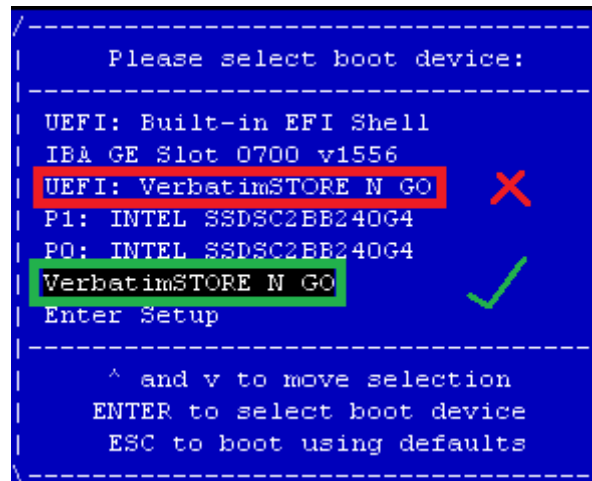 Please select boot device:
UEFI: Built-in EFI Shell
IBA GE Slot 0700 v1556
UEFI: VerbatimSTORE N GO
P1: INTEL SSDSC2BB240G4
P0: INTEL SSDSC2BB240G4
VerbatimSTORE N GO
Enter Setup
^ and v to move selection
ENTER to select boot device
ESC to boot using defaults